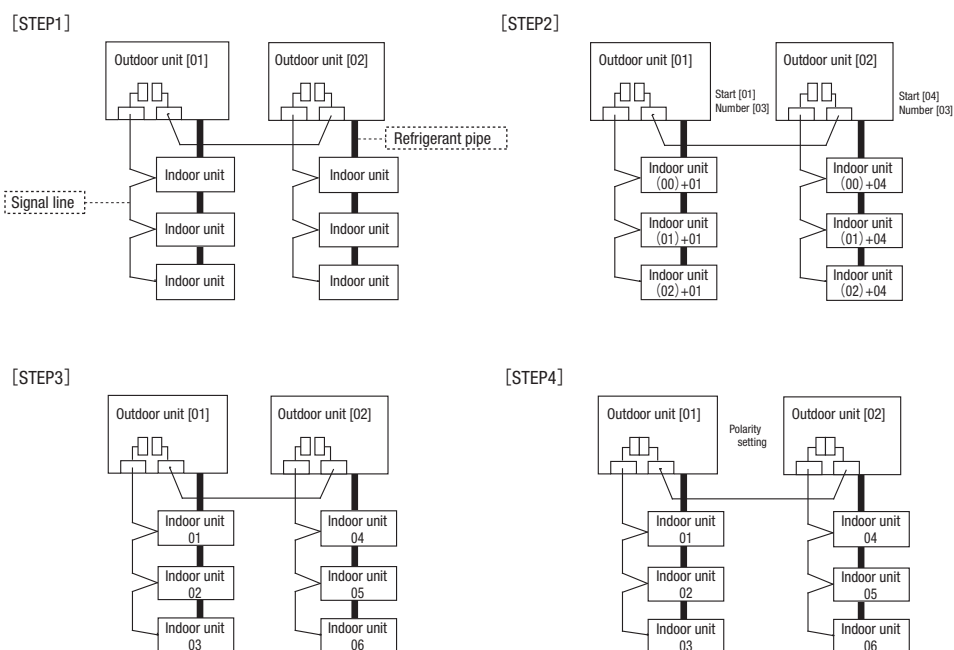 ［STEP1］
Outdoor unit [01]
Outdoor unit [02]
Refrigerant pipe
Signal line
Indoor unit
Indoor unit
Indoor unit
Indoor unit
Indoor unit
Indoor unit
［STEP2］
Outdoor unit [01]
Start [01]
Number [03]
Outdoor unit [02]
Start [04]
Number [03]
Indoor unit
（00）+01
Indoor unit
（01）+01
Indoor unit
（02）+01
Indoor unit
（00）+04
Indoor unit
（01）+04
Indoor unit
（02）+04
［STEP3］
Outdoor unit [01]
Outdoor unit [02]
Indoor unit
01
Indoor unit
02
Indoor unit
03
Indoor unit
04
Indoor unit
05
Indoor unit
06
［STEP4］
Outdoor unit [01]
Polarity
setting
Outdoor unit [02]
Indoor unit
01
Indoor unit
02
Indoor unit
03
Indoor unit
04
Indoor unit
05
Indoor unit
06